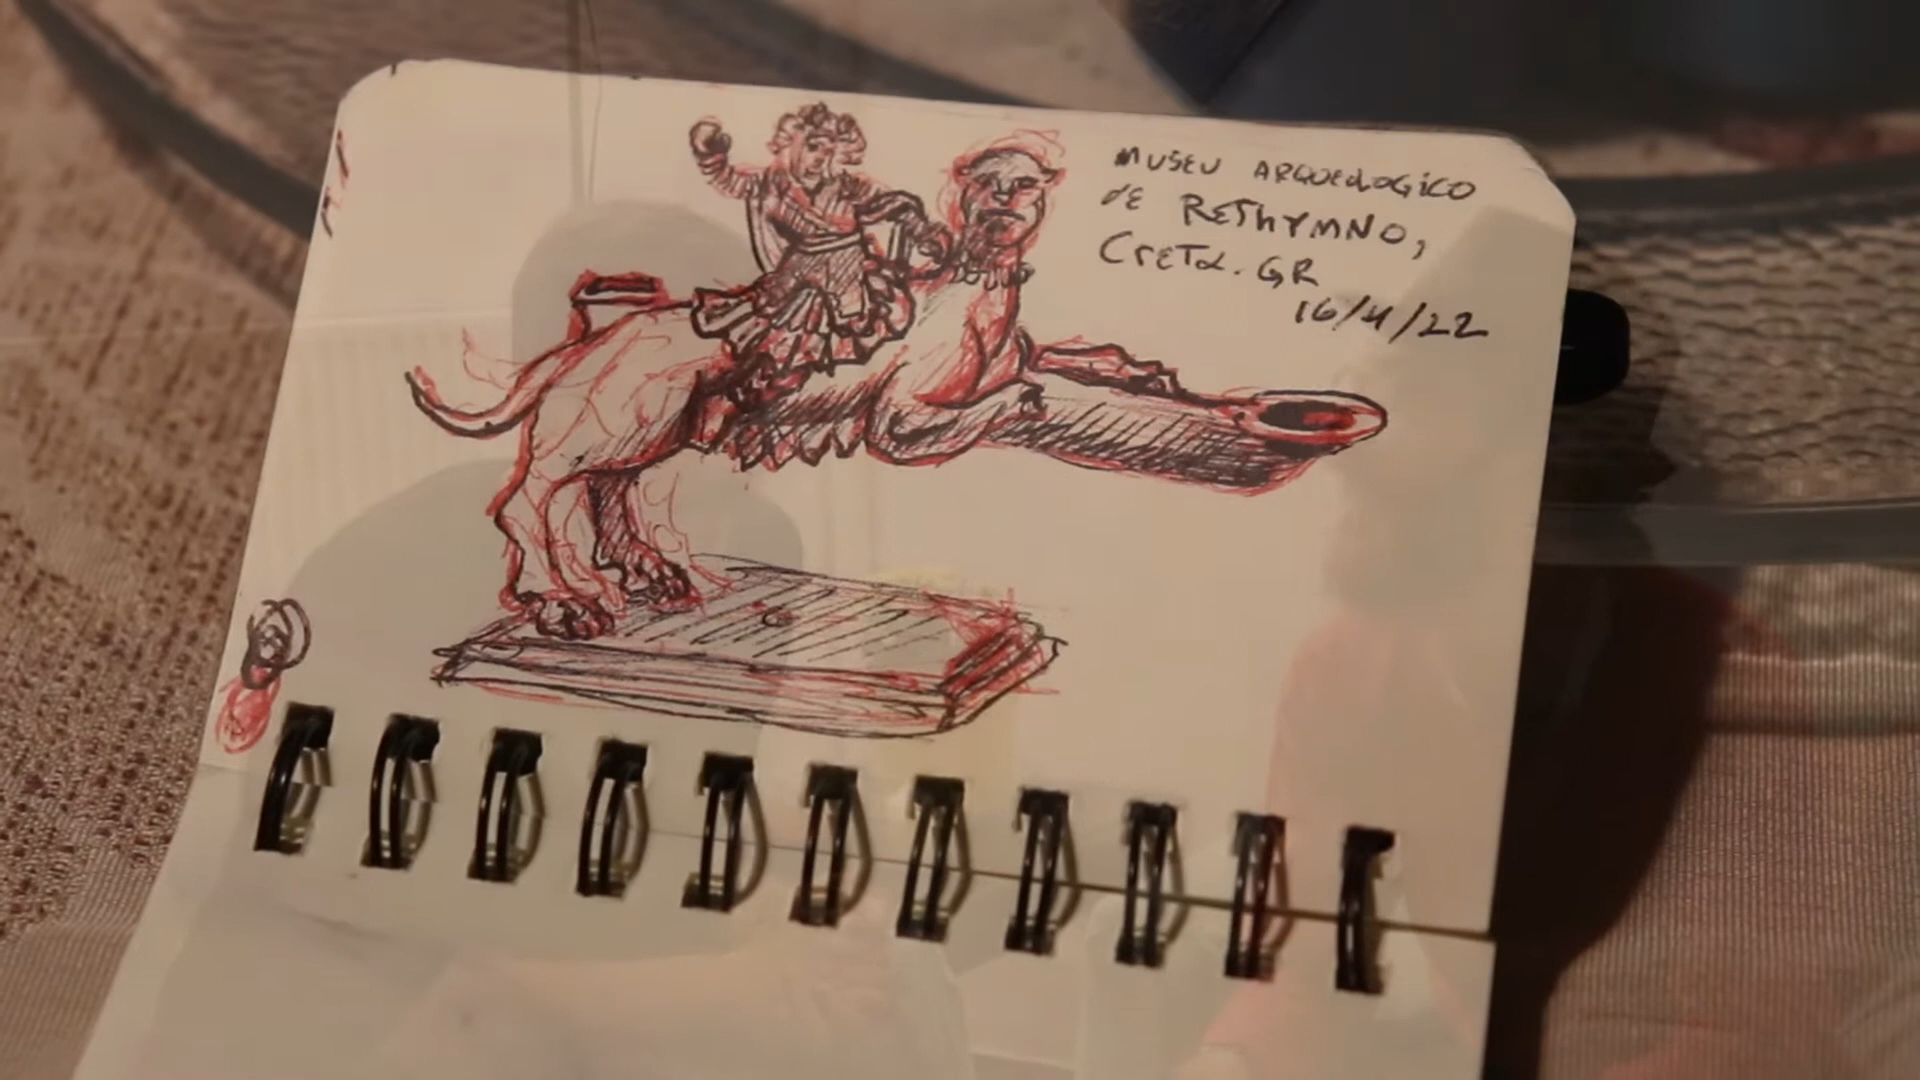 MUSEU ARQUEOLOGICO
DE RETHYMNO,
CRETA. GR
16/4/22